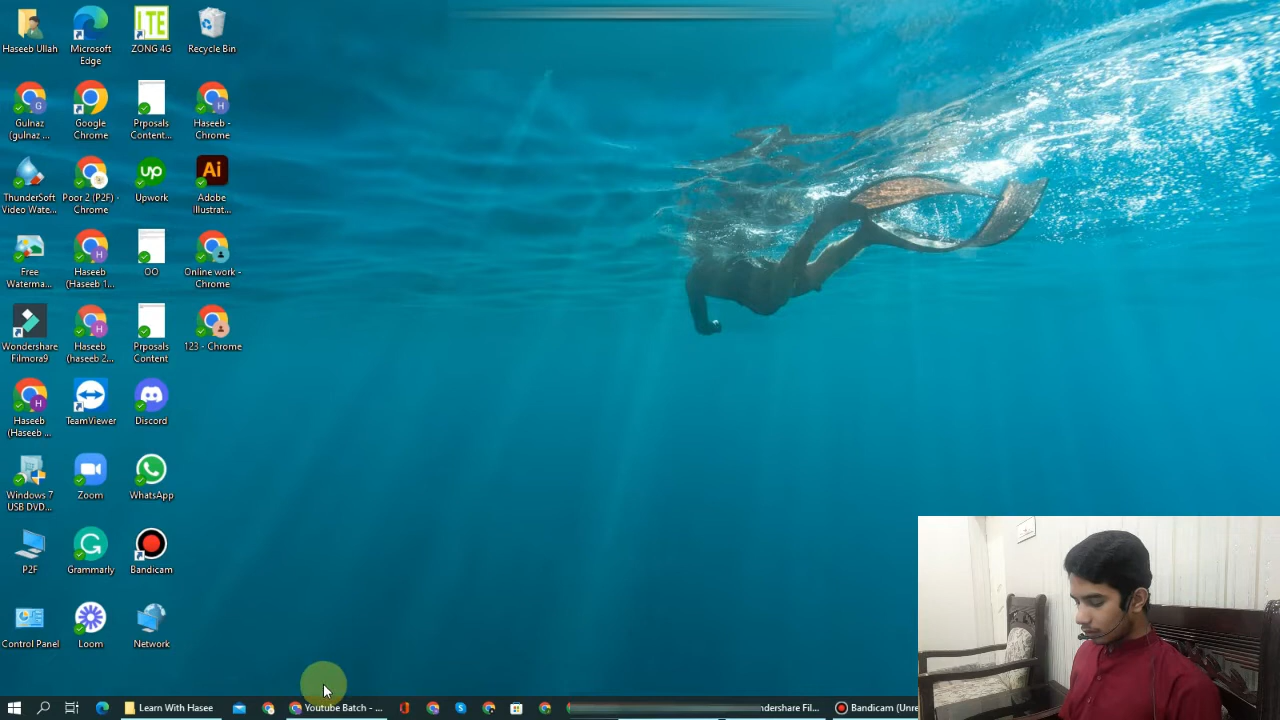 Haseeb Ullah
Microsoft
Edge
LTE
ZONG 4G
Recycle Bin
G
Gulnaz
(gulnaz ...
Google
Chrome
Prposals
Content...
H
Haseeb -
Chrome
ThunderSoft
Video Wate...
Poor 2 (P2F) -
Chrome
up
Upwork
Ai
Adobe
Illustrat...
Free
Waterma...
H
Haseeb
(Haseeb 1...
OO
Online work -
Chrome
Wondershare
Filmora9
H
Haseeb
(haseeb 2...
Prposals
Content
123 - Chrome
H
Haseeb
(Haseeb ...
TeamViewer
Discord
Windows 7
USB DVD...
Zoom
WhatsApp
P2F
G
Grammarly
Bandicam
Control Panel
Loom
Network
Learn With Hasee
Youtube Batch - ...
ndershare Fil...
Bandicam (Unre